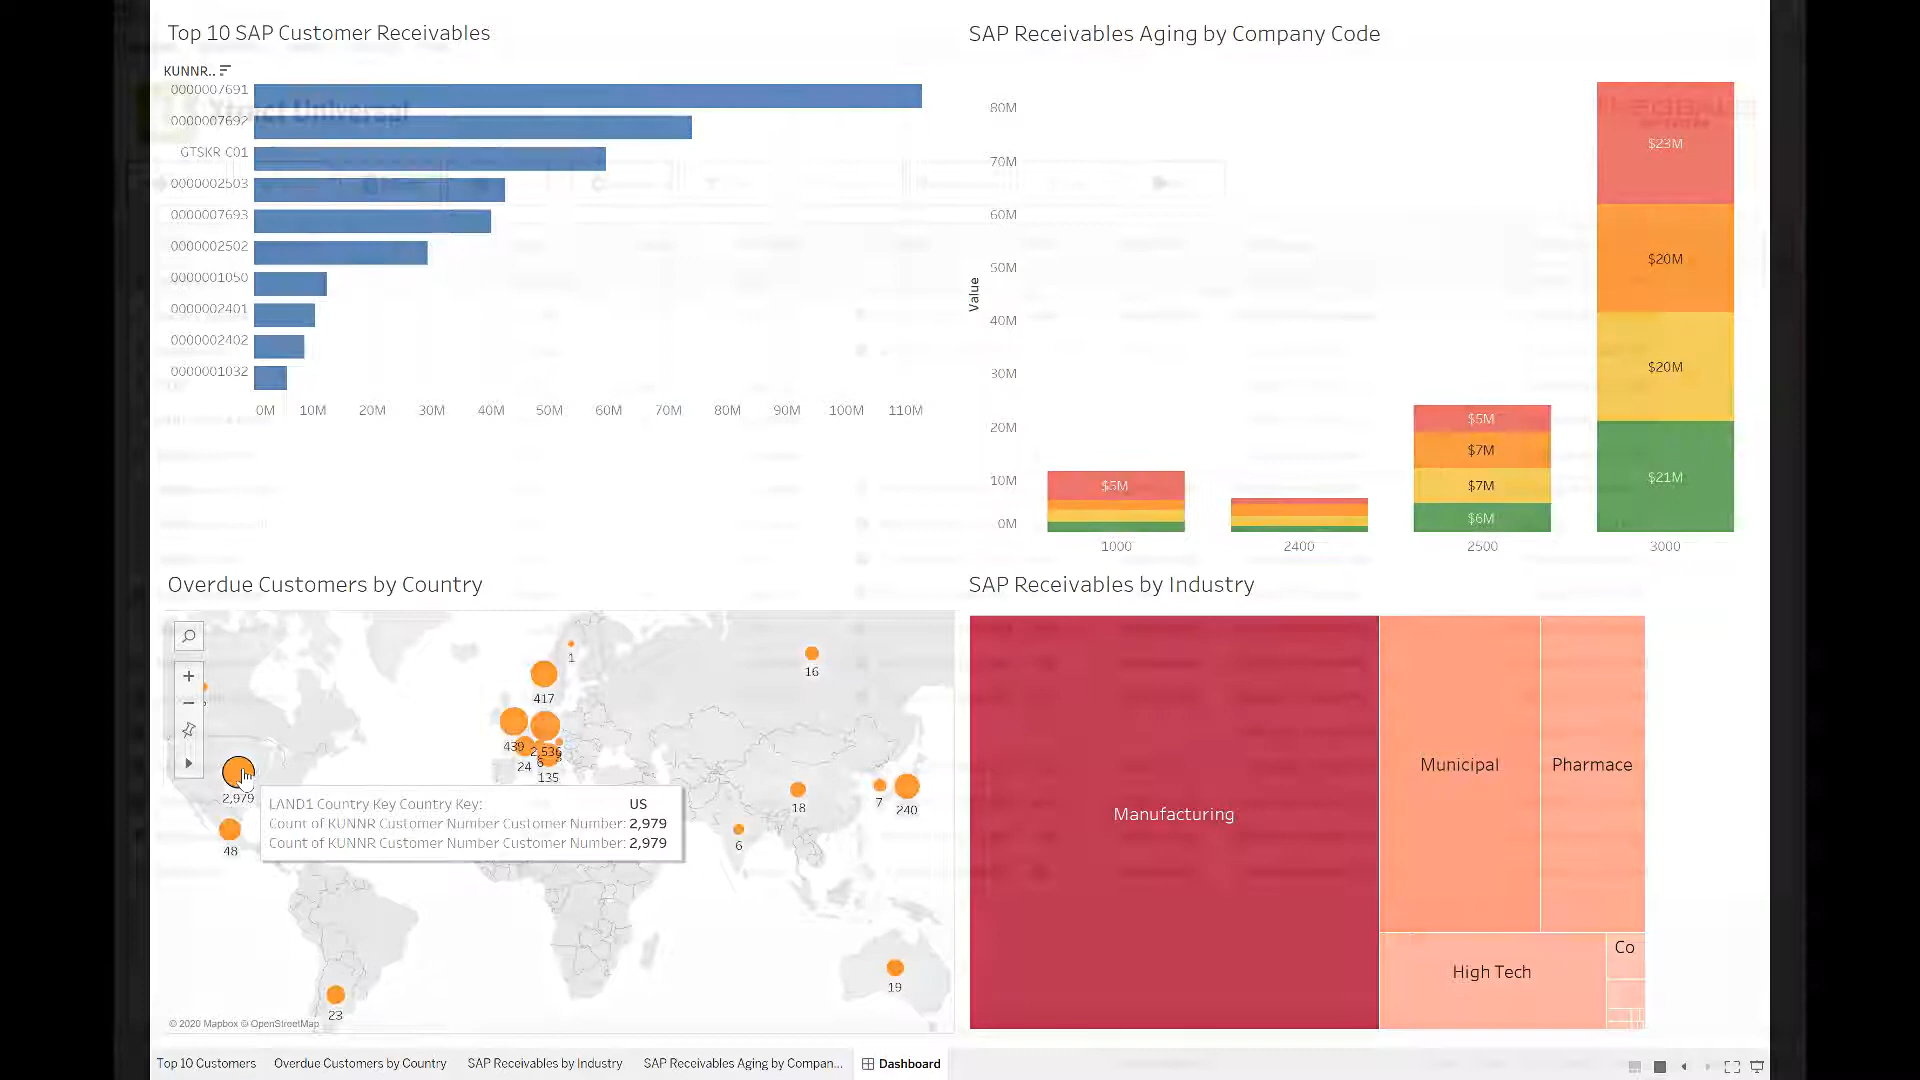 Top 10 SAP Customer Receivables
KUNNR..
0000007691
0000007692
GTSKR C01
0000002503
0000007693
0000002502
0000001050
0000002401
0000002402
0000001032
0M 10M 20M 30M 40M 50M 60M 70M 80M 90M 100M 110M
Xtract Universal
SAP Receivables Aging by Company Code
Value
80M
70M
60M
50M
40M
30M
20M
10M
0M
$5M
$5M
$7M
$7M
$6M
$23M
$20M
$20M
$21M
1000 2400 2500 3000
Overdue Customers by Country
1
16
417
439
2,536
24
6
135
2,979
48
18
7
240
6
19
23
LAND1 Country Key Country Key: US
Count of KUNNR Customer Number Customer Number: 2,979
Count of KUNNR Customer Number Customer Number: 2,979
© 2020 Mapbox © OpenStreetMap
SAP Receivables by Industry
Manufacturing
Municipal
Pharmace
High Tech
Co
Top 10 Customers Overdue Customers by Country SAP Receivables by Industry SAP Receivables Aging by Compan... Dashboard